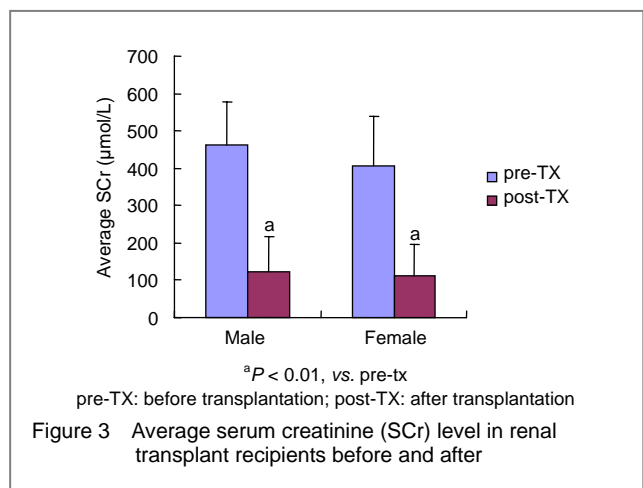 700
600
500
400
300
200
100
0
Average SCr (µmol/L)
a
a
Male
Female
pre-TX
post-TX
aP < 0.01, vs. pre-tx
pre-TX: before transplantation; post-TX: after transplantation
Figure 3 Average serum creatinine (SCr) level in renal
transplant recipients before and after